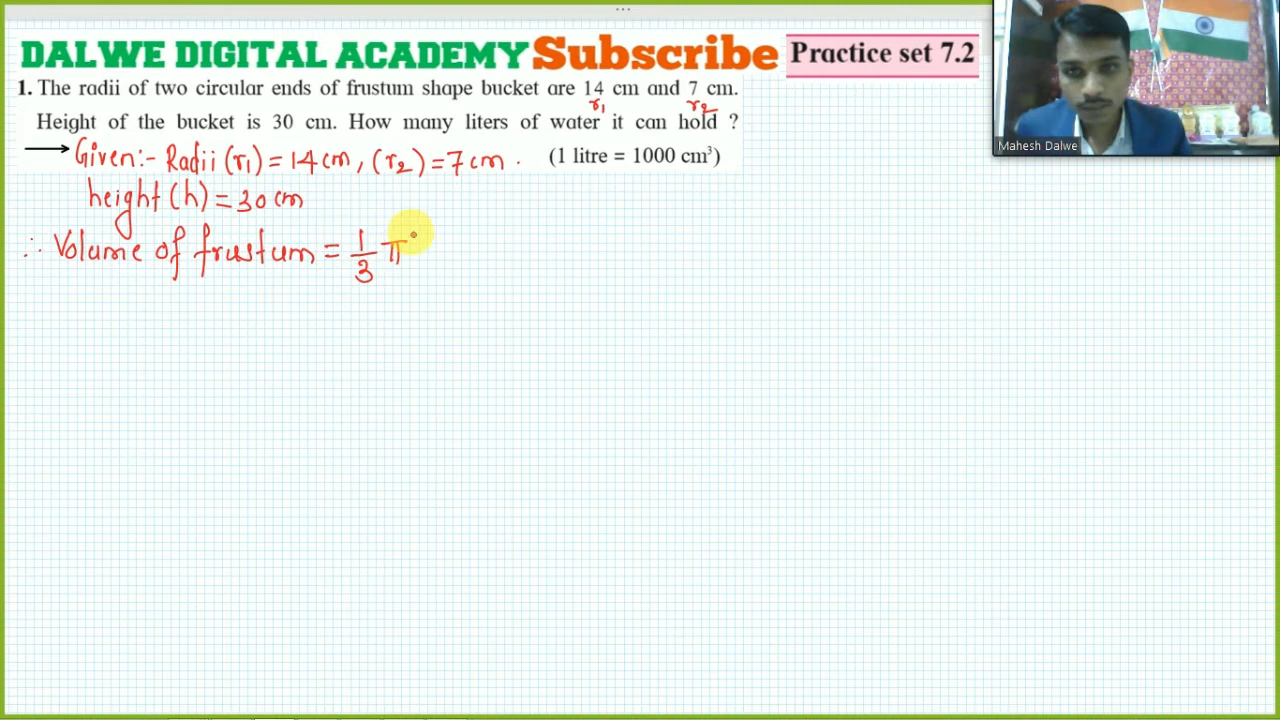 DALWE DIGITAL ACADEMY Subscribe Practice set 7.2
1. The radii of two circular ends of frustum shape bucket are 14 cm and 7 cm.
r₁ r₂
Height of the bucket is 30 cm. How many liters of water it can hold ?
→ Given:- Radii (r₁) = 14 cm, (r₂) = 7 cm . (1 litre = 1000 cm³)
height (h) = 30 cm
∴ Volume of frustum = 1/3 π
Mahesh Dalwe